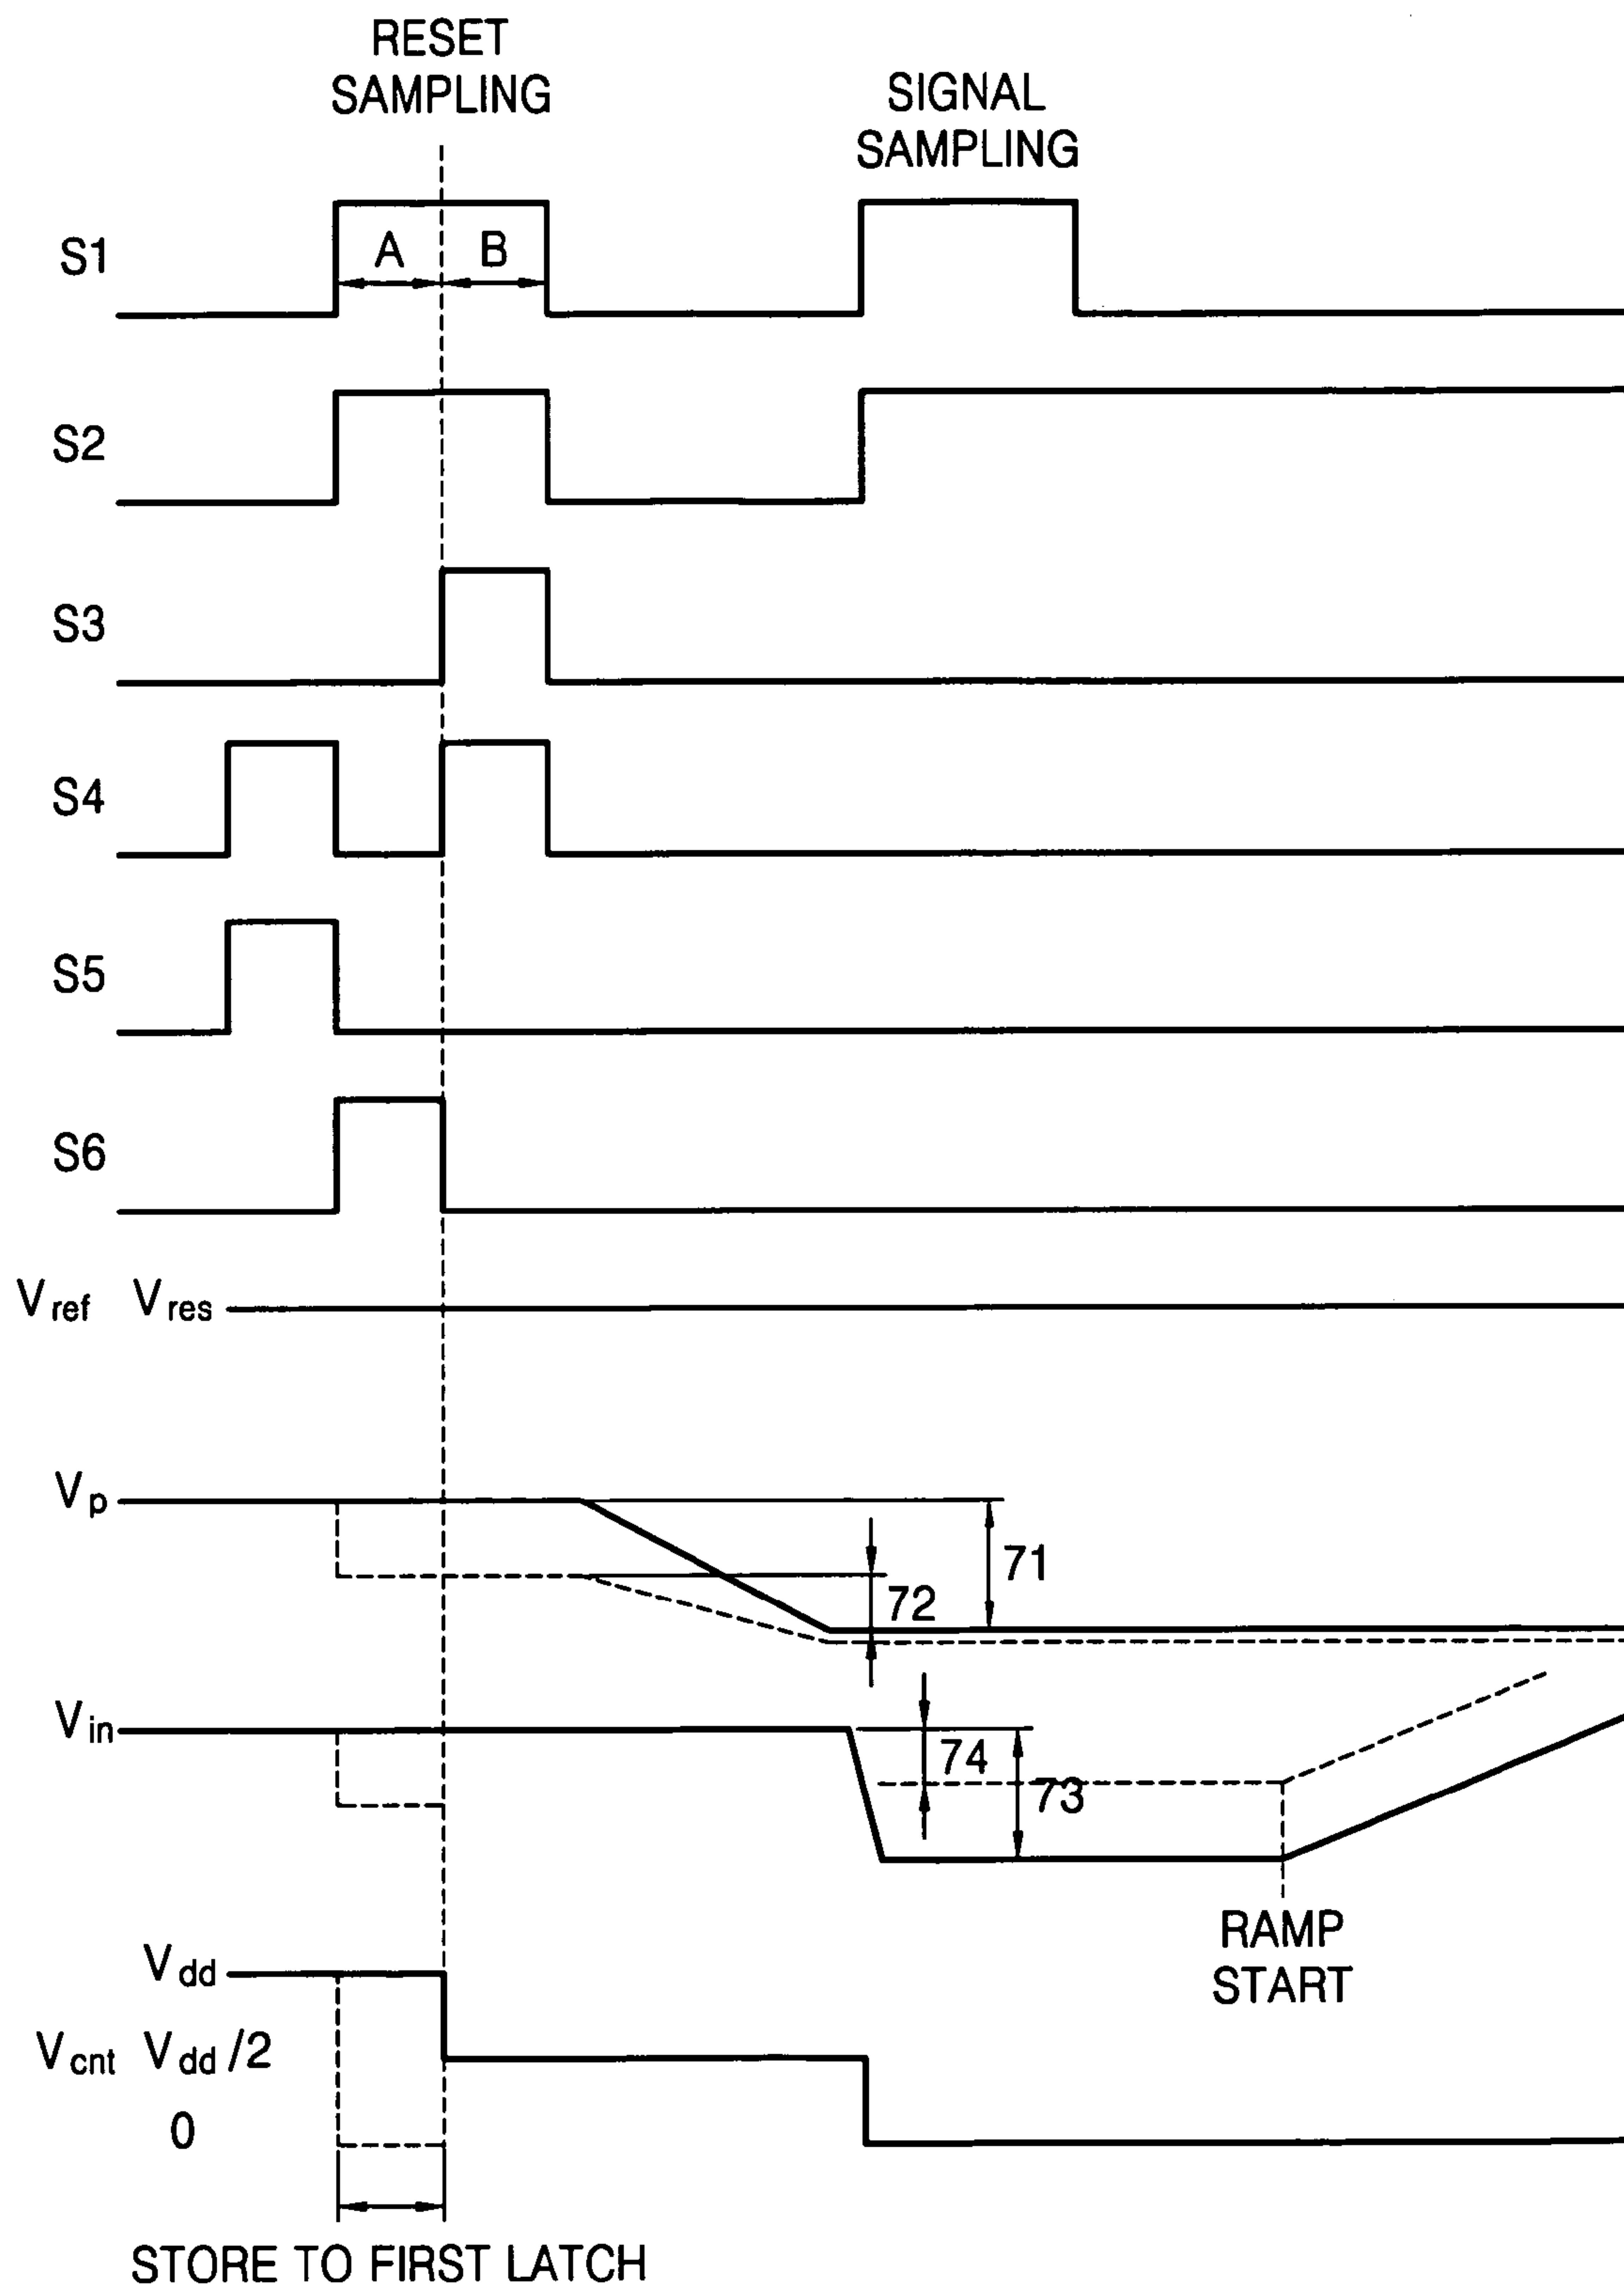 RESET
SAMPLING
SIGNAL
SAMPLING
S1
A
B
S2
S3
S4
S5
S6
Vref Vres
Vp
71
72
Vin
74
73
RAMP
START
Vdd
Vcnt Vdd /2
0
STORE TO FIRST LATCH